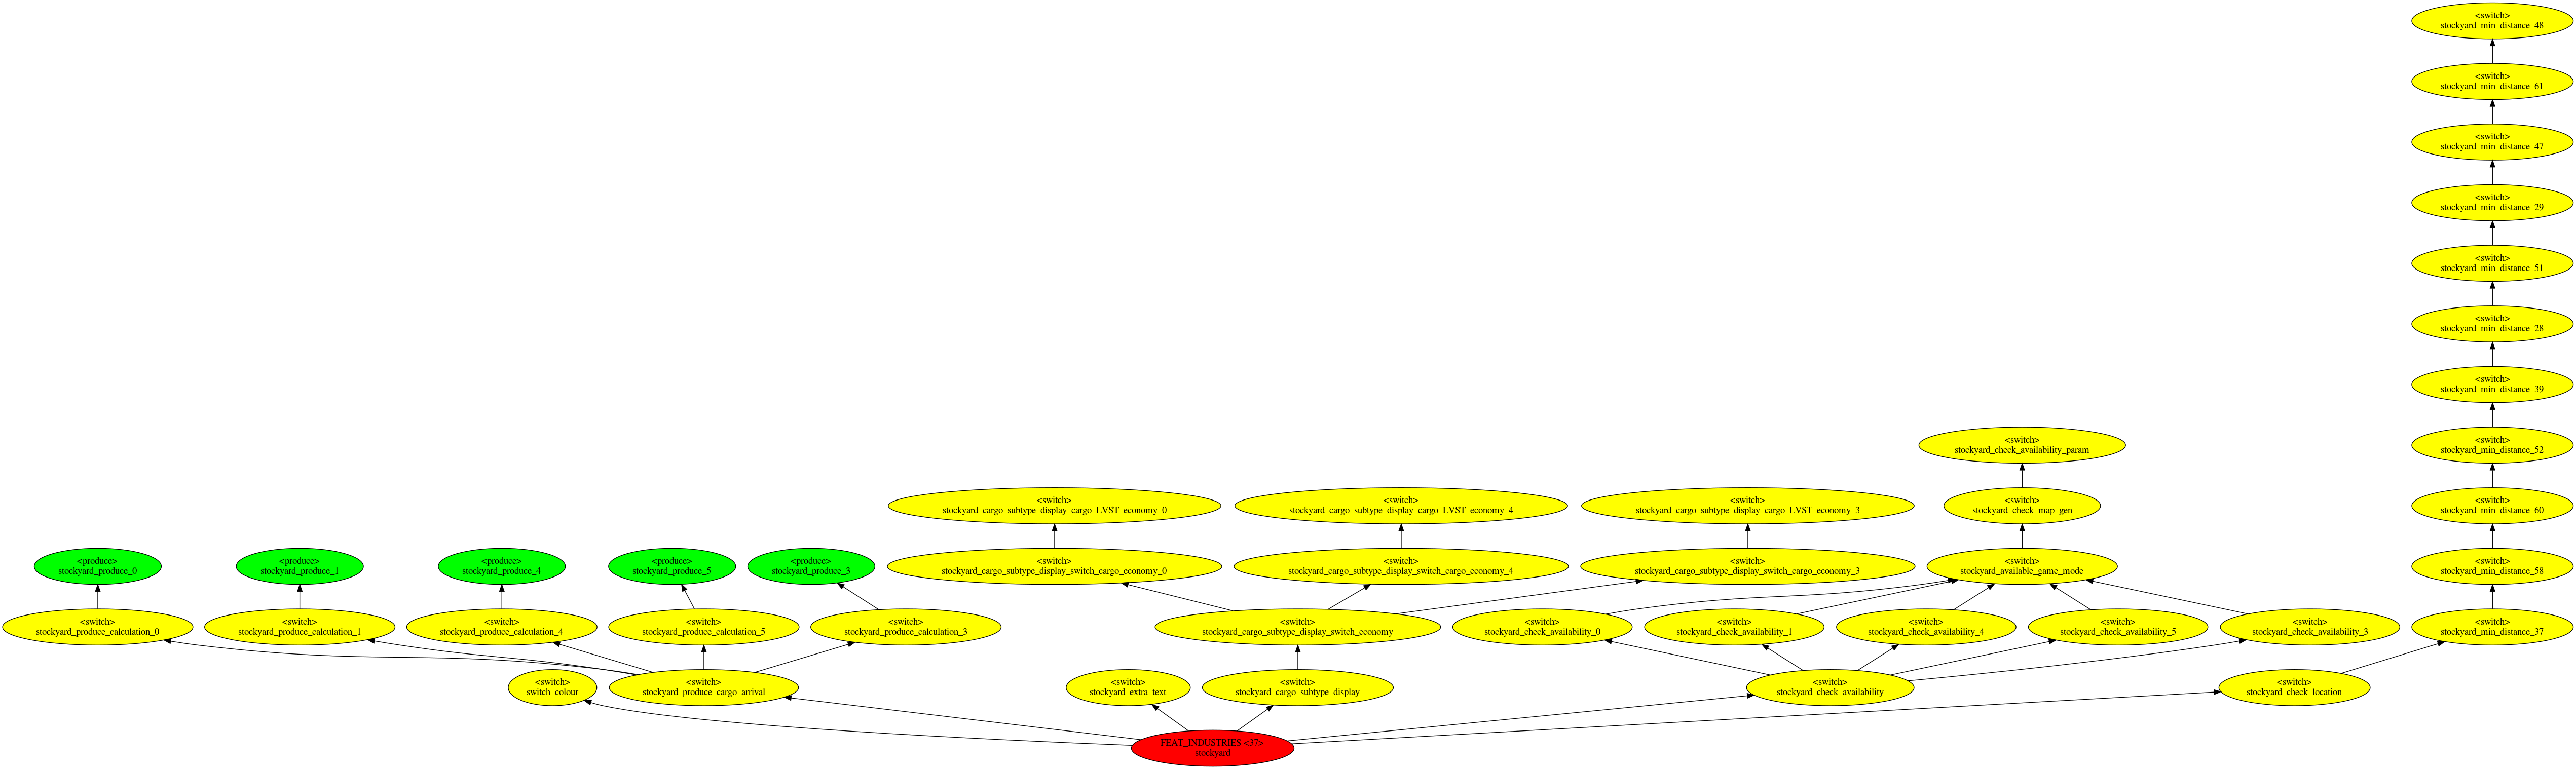 <switch>
stockyard_min_distance_48
<switch>
stockyard_min_distance_61
<switch>
stockyard_min_distance_47
<switch>
stockyard_min_distance_29
<switch>
stockyard_min_distance_51
<switch>
stockyard_min_distance_28
<switch>
stockyard_min_distance_39
<switch>
stockyard_check_availability_param
<switch>
stockyard_min_distance_52
<switch>
stockyard_cargo_subtype_display_cargo_LVST_economy_0
<switch>
stockyard_cargo_subtype_display_cargo_LVST_economy_4
<switch>
stockyard_cargo_subtype_display_cargo_LVST_economy_3
<switch>
stockyard_check_map_gen
<switch>
stockyard_min_distance_60
<produce>
stockyard_produce_0
<produce>
stockyard_produce_1
<produce>
stockyard_produce_4
<produce>
stockyard_produce_5
<produce>
stockyard_produce_3
<switch>
stockyard_cargo_subtype_display_switch_cargo_economy_0
<switch>
stockyard_cargo_subtype_display_switch_cargo_economy_4
<switch>
stockyard_cargo_subtype_display_switch_cargo_economy_3
<switch>
stockyard_available_game_mode
<switch>
stockyard_min_distance_58
<switch>
stockyard_produce_calculation_0
<switch>
stockyard_produce_calculation_1
<switch>
stockyard_produce_calculation_4
<switch>
stockyard_produce_calculation_5
<switch>
stockyard_produce_calculation_3
<switch>
stockyard_cargo_subtype_display_switch_economy
<switch>
stockyard_check_availability_0
<switch>
stockyard_check_availability_1
<switch>
stockyard_check_availability_4
<switch>
stockyard_check_availability_5
<switch>
stockyard_check_availability_3
<switch>
stockyard_min_distance_37
<switch>
switch_colour
<switch>
stockyard_produce_cargo_arrival
<switch>
stockyard_extra_text
<switch>
stockyard_cargo_subtype_display
<switch>
stockyard_check_availability
<switch>
stockyard_check_location
FEAT_INDUSTRIES <37>
stockyard